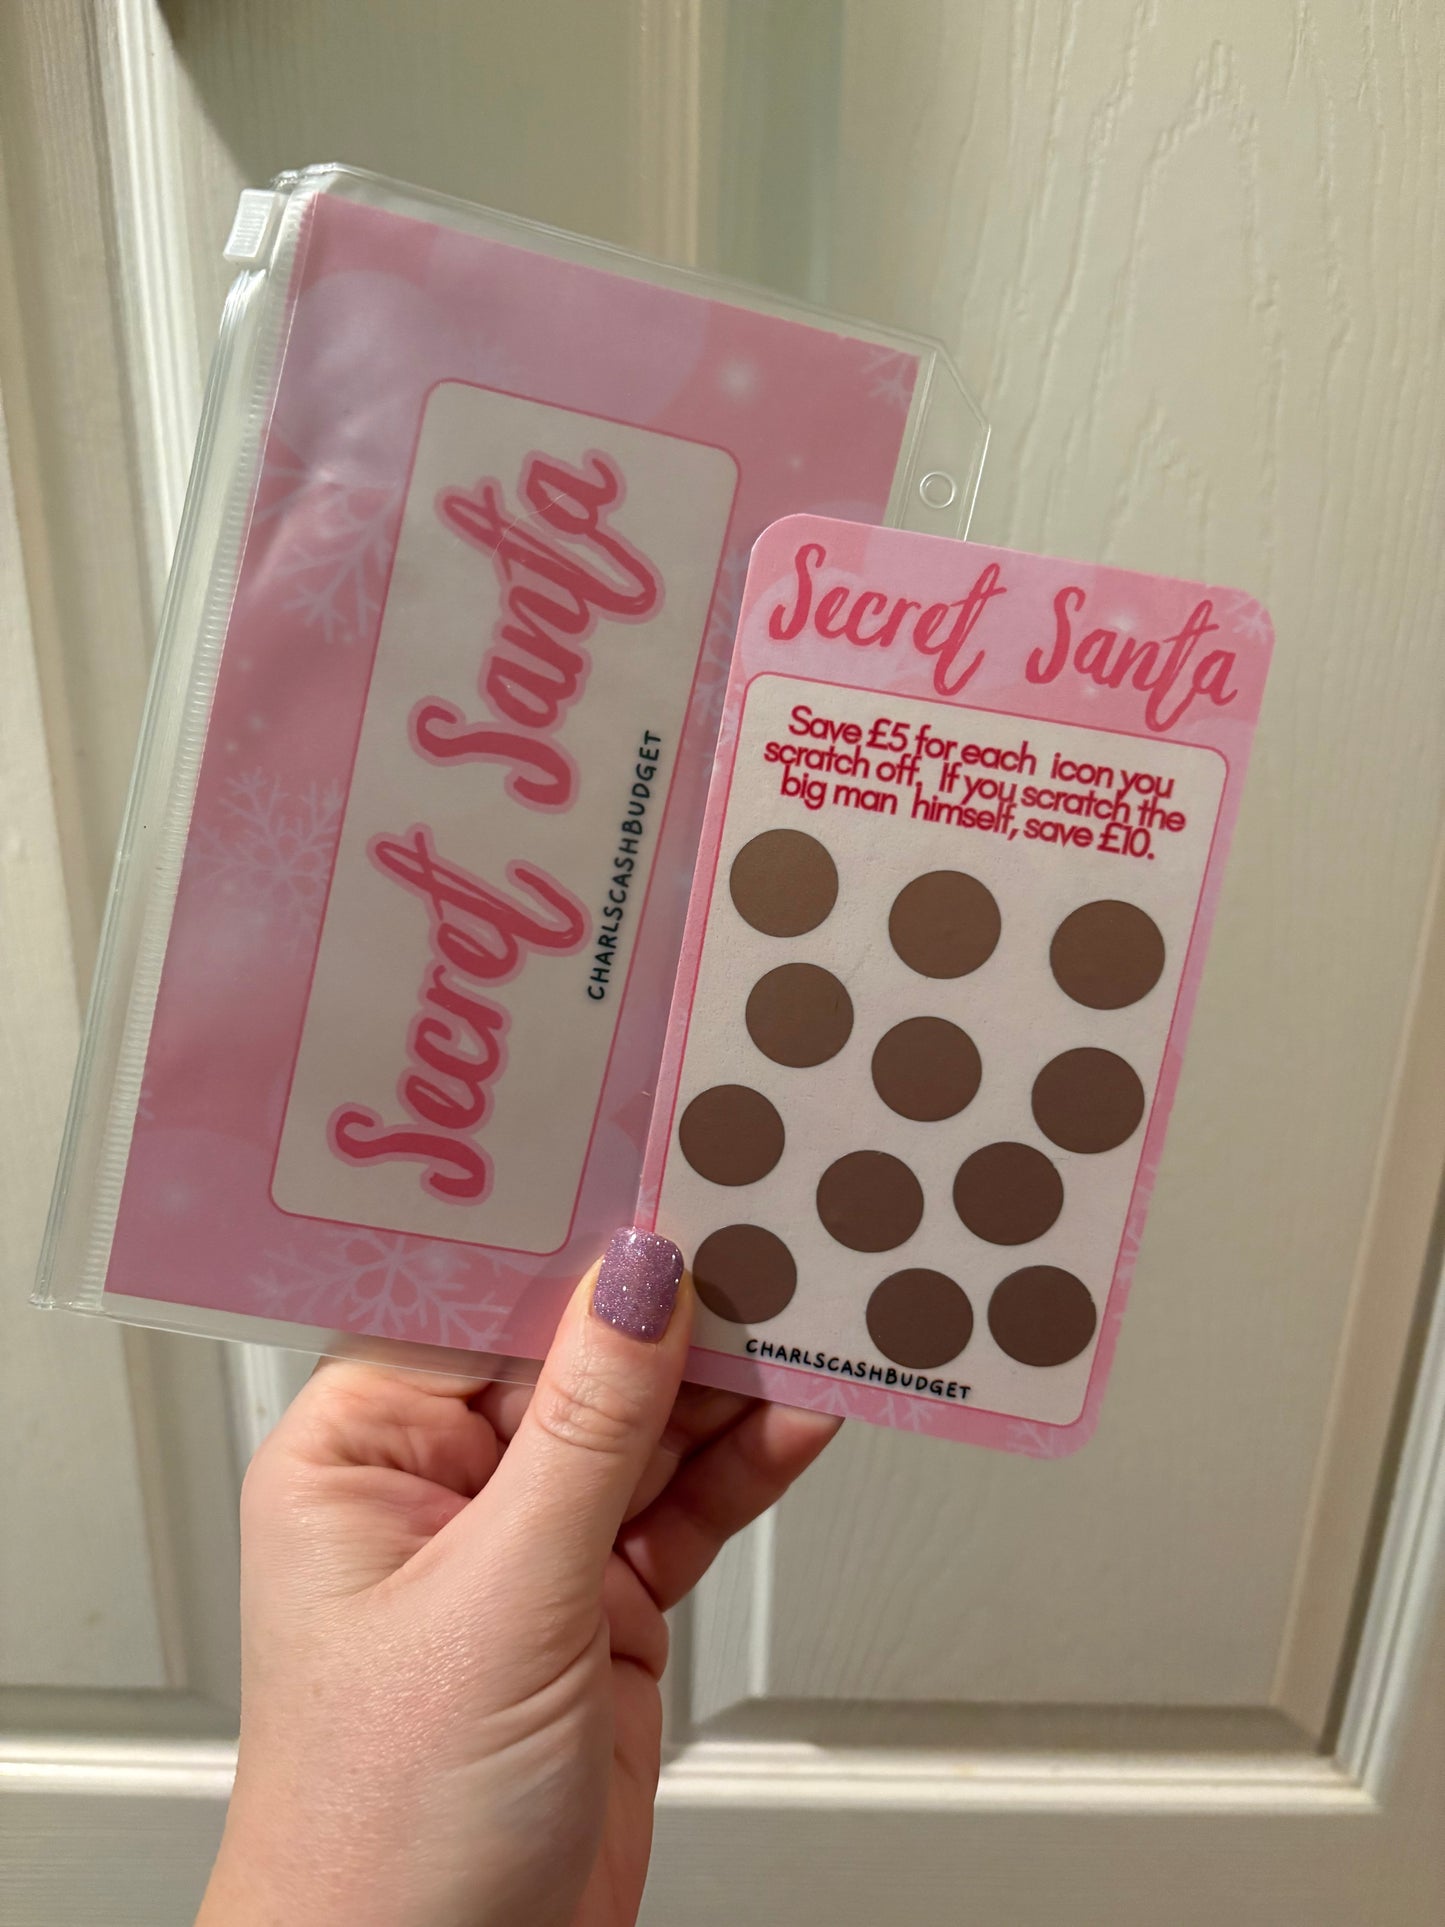 Secret Santa
CHARLSCASHBUDGET
Secret Santa
Save £5 for each icon you
scratch off. If you scratch the
big man himself, save £10.
CHARLSCASHBUDGET